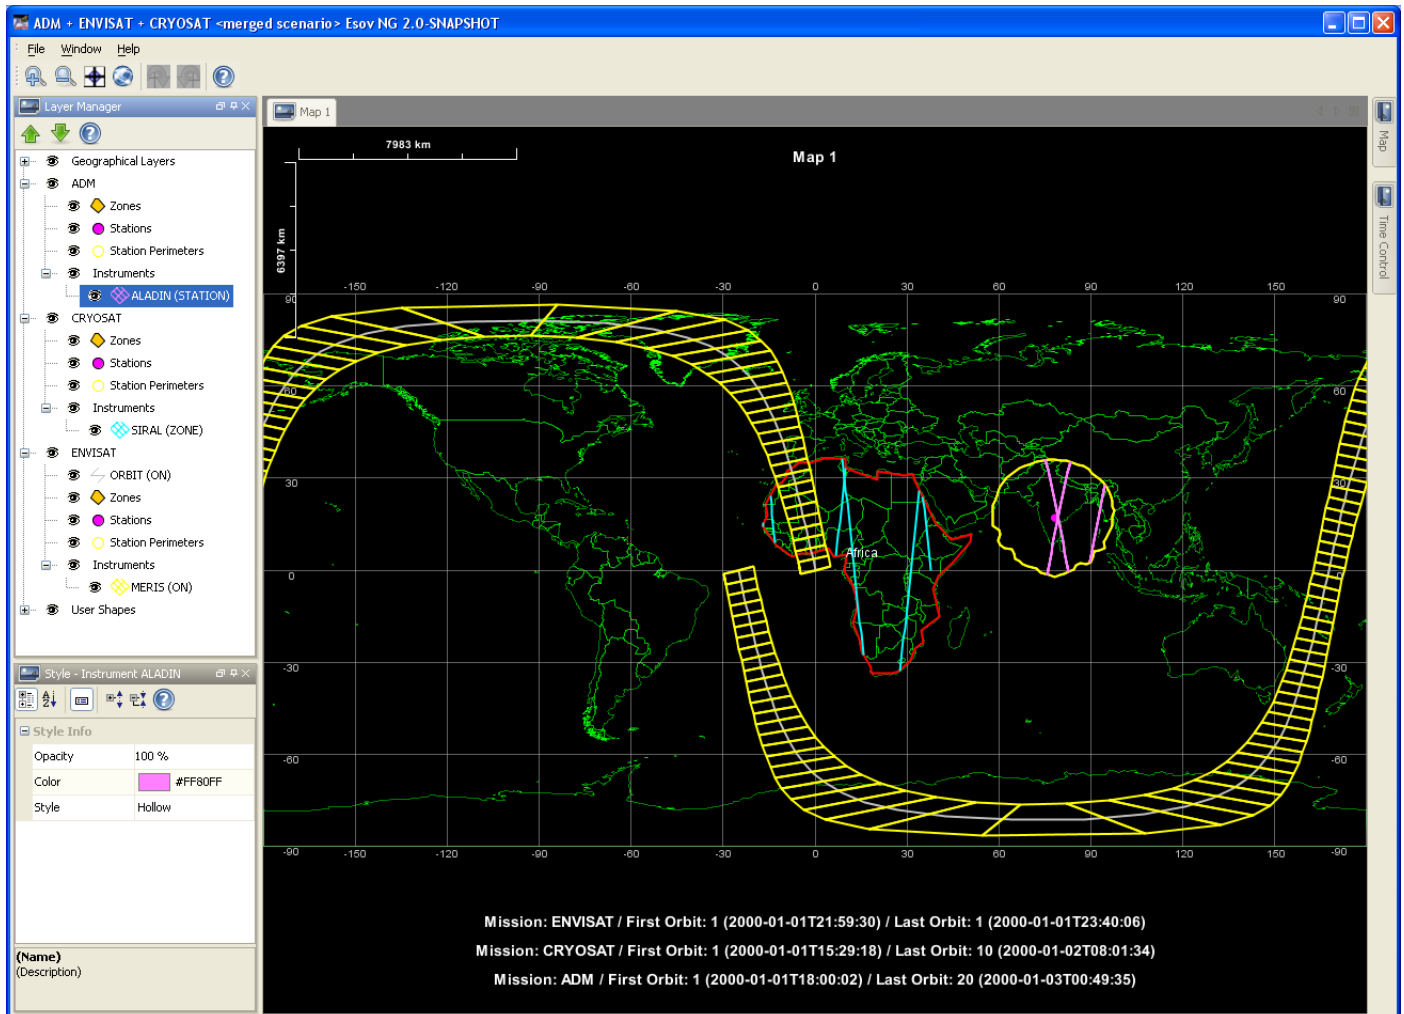 ADM + ENVISAT + CRYOSAT <merged scenario> Esov NG 2.0-SNAPSHOT
File Window Help
Layer Manager
Geographical Layers
ADM
Zones
Stations
Station Perimeters
Instruments
ALADIN (STATION)
CRYOSAT
Zones
Stations
Station Perimeters
Instruments
SIRAL (ZONE)
ENVISAT
ORBIT (ON)
Zones
Stations
Station Perimeters
Instruments
MERIS (ON)
User Shapes
Style - Instrument ALADIN
Style Info
Opacity 100 %
Color #FF80FF
Style Hollow
(Name)
(Description)
Map 1
7983 km
Map 1
6397 km
-150 -120 -90 -60 -30 0 30 60 90 120 150
90 90
60 60
30 30
0 0
Africa
-30 -30
-60 -60
-90 -150 -120 -90 -60 -30 0 30 60 90 120 150 -90
Mission: ENVISAT / First Orbit: 1 (2000-01-01T21:59:30) / Last Orbit: 1 (2000-01-01T23:40:06)
Mission: CRYOSAT / First Orbit: 1 (2000-01-01T15:29:18) / Last Orbit: 10 (2000-01-02T08:01:34)
Mission: ADM / First Orbit: 1 (2000-01-01T18:00:02) / Last Orbit: 20 (2000-01-03T00:49:35)
Map
Time Control